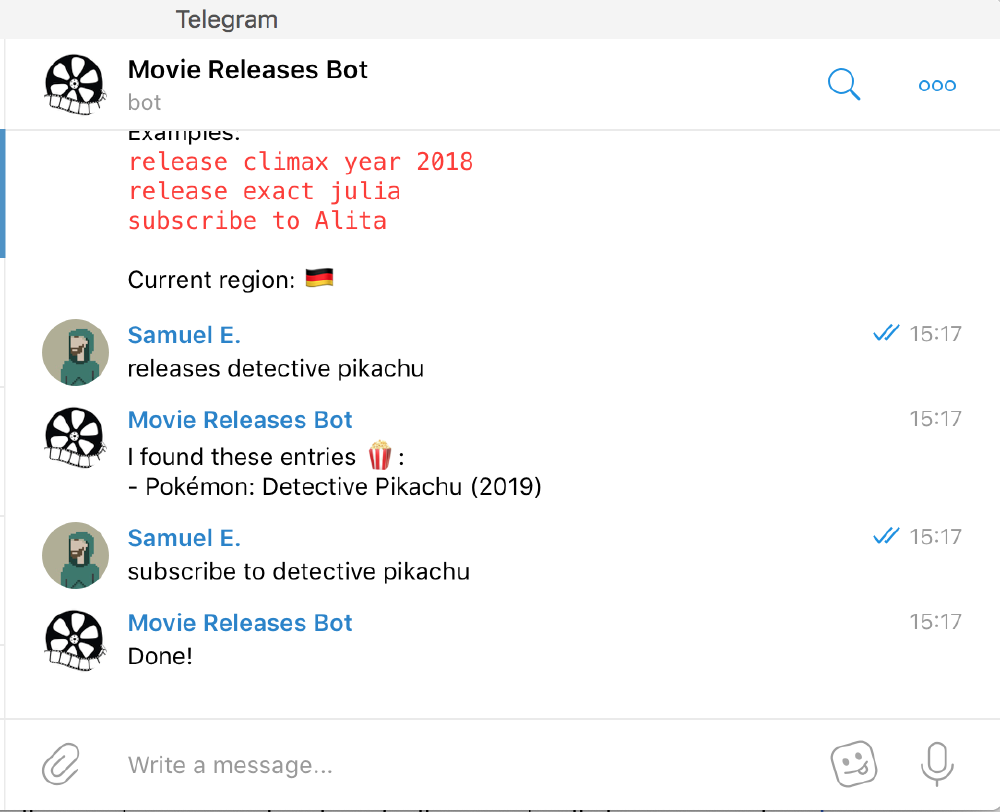 Telegram
Movie Releases Bot
bot
Examples:
release climax year 2018
release exact julia
subscribe to Alita
Current region: 🇩🇪
Samuel E.
15:17
releases detective pikachu
Movie Releases Bot
15:17
I found these entries 🍿 :
- Pokémon: Detective Pikachu (2019)
Samuel E.
15:17
subscribe to detective pikachu
Movie Releases Bot
15:17
Done!
Write a message...